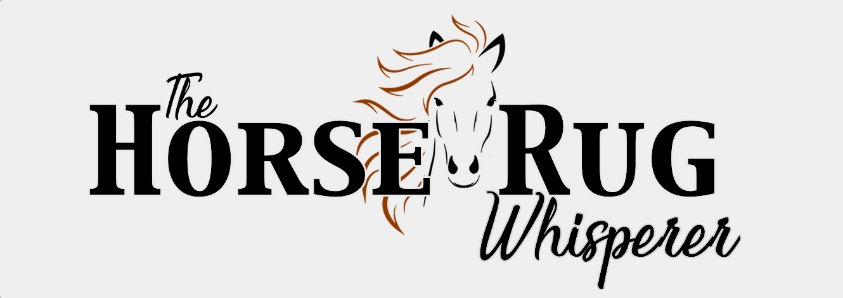 The
HORSE RUG
Whisperer